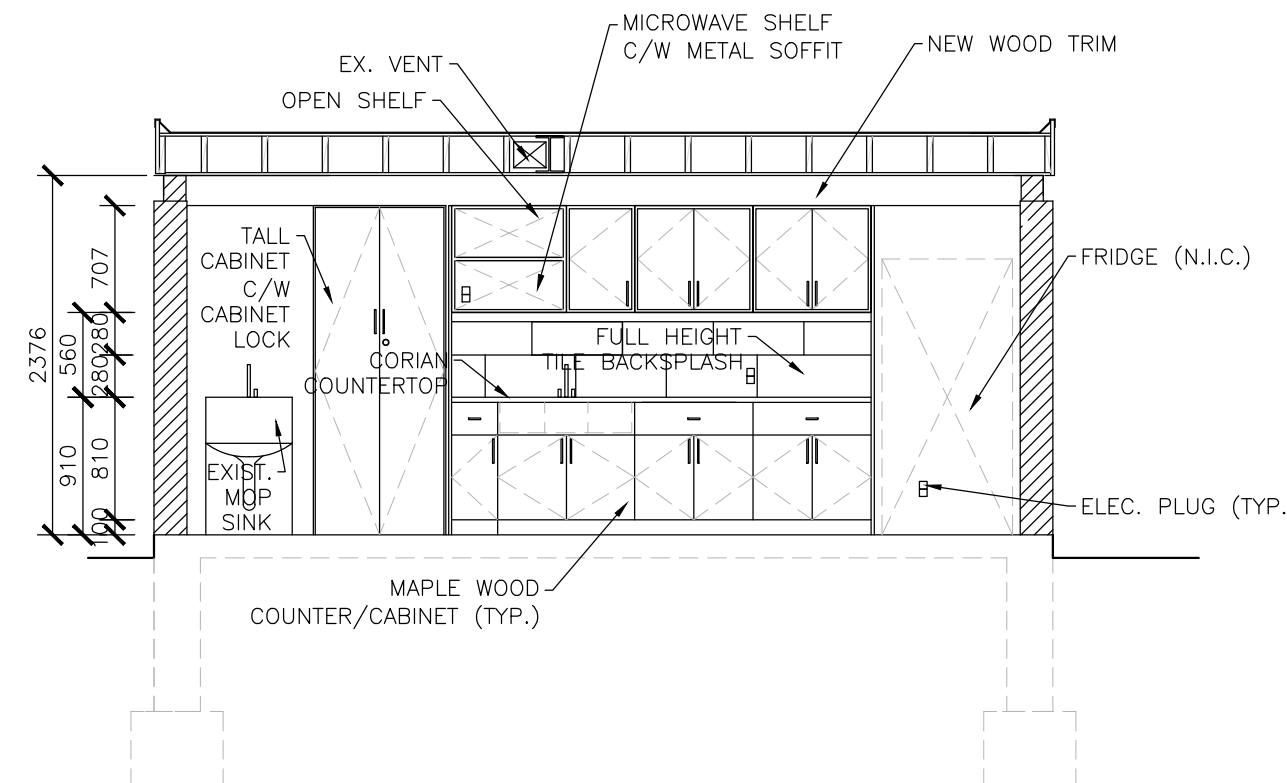 MICROWAVE SHELF
C/W METAL SOFFIT
NEW WOOD TRIM
EX. VENT
OPEN SHELF
TALL
CABINET
C/W
CABINET
LOCK
FRIDGE (N.I.C.)
FULL HEIGHT
TILE BACKSPLASH
CORIAN
COUNTERTOP
EXIST.
MOP
SINK
ELEC. PLUG (TYP.
MAPLE WOOD
COUNTER/CABINET (TYP.)
2376
560
910
707
280
280
810
100